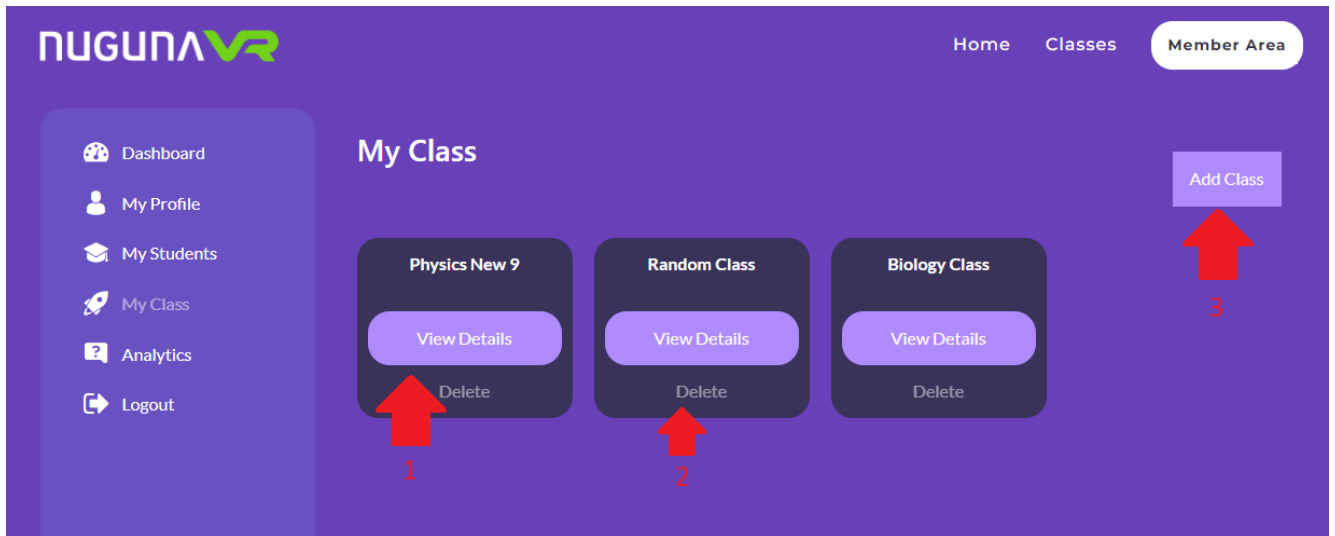 NUGUNAVR
Home Classes Member Area
Dashboard
My Profile
My Students
My Class
Analytics
Logout
My Class
Add Class
3
Physics New 9
View Details
Delete
1
Random Class
View Details
Delete
2
Biology Class
View Details
Delete